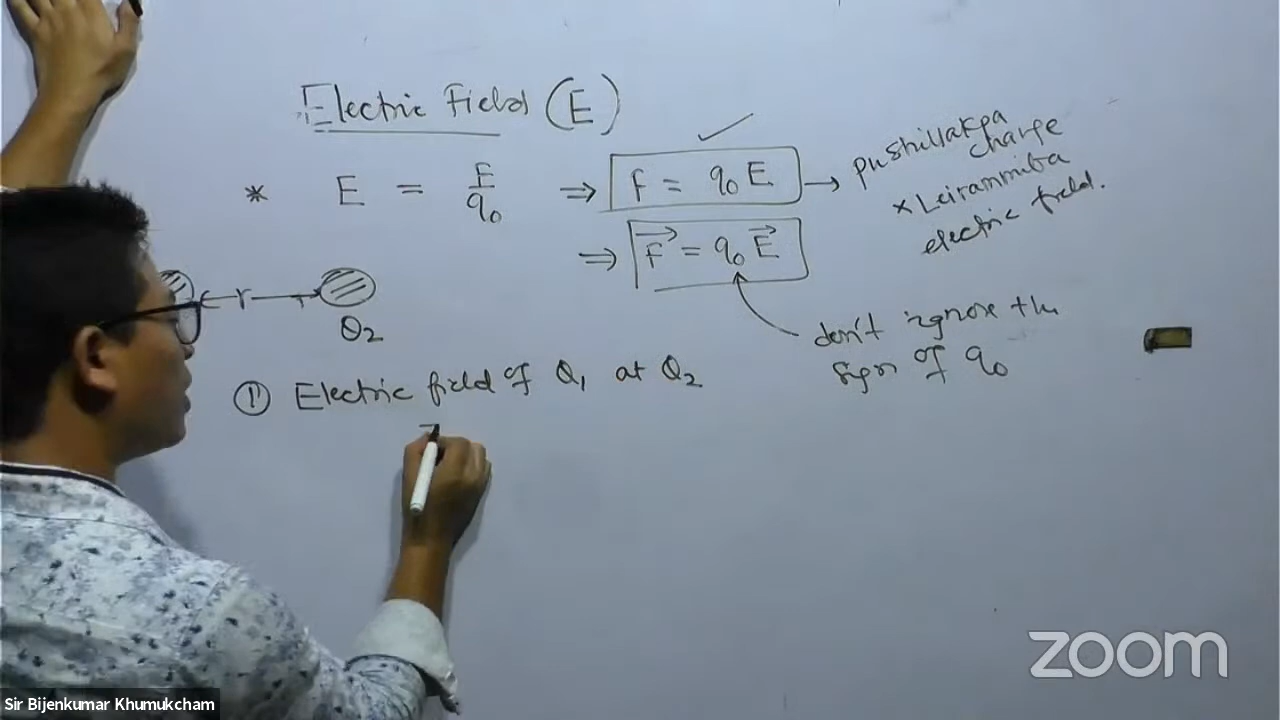 Electric Field (E)
* E = F/q₀ ⇒ F = q₀ E → pushillakpa charge
× Leirammiba
electric field.
⇒ F⃗ = q₀ E⃗
r
Q₂
don't ignore the
sign of q₀
① Electric field of Q₁ at Q₂
zoom
Sir Bijenkumar Khumukcham